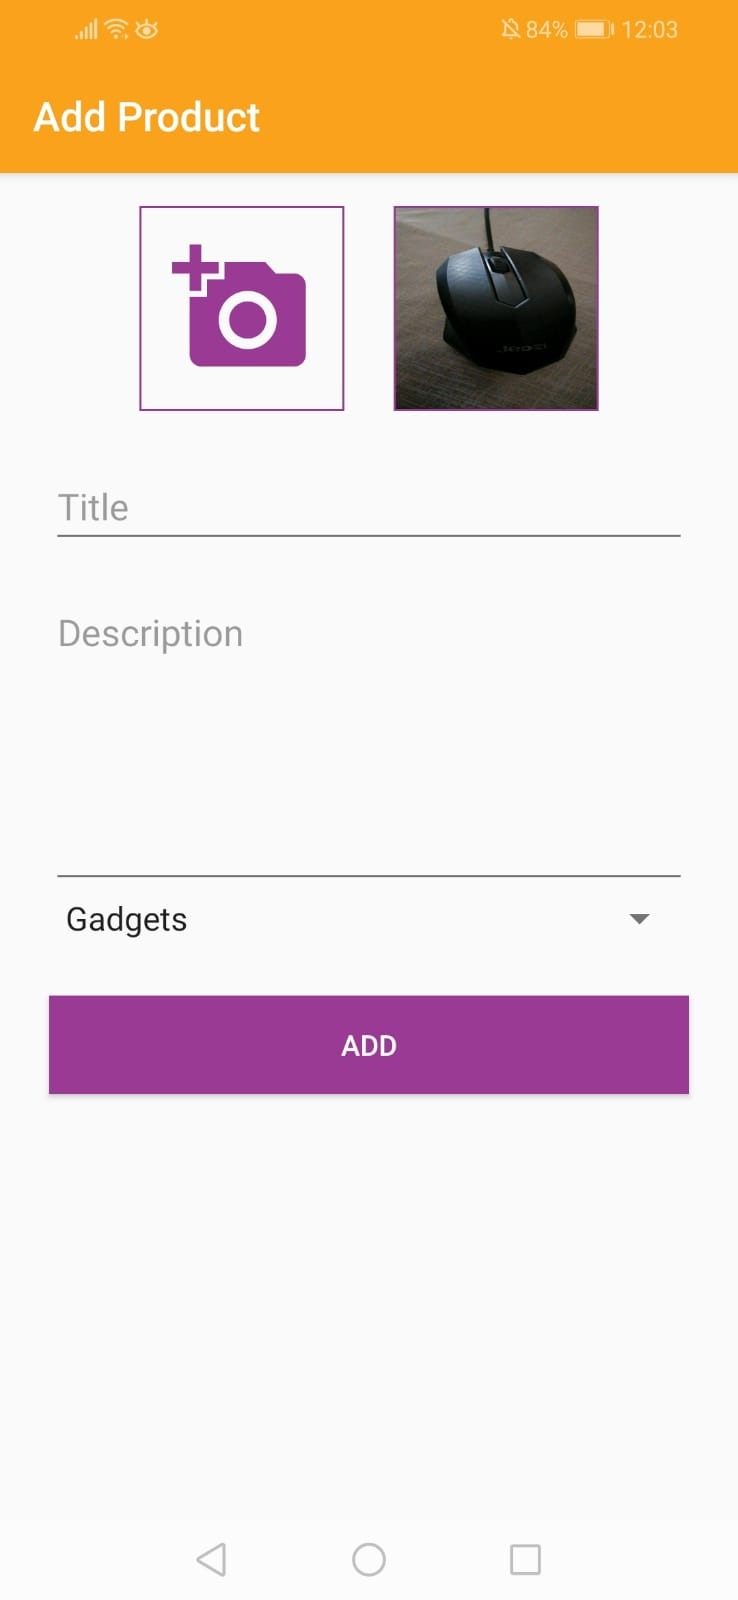 84% 12:03
Add Product
Title
Description
Gadgets
ADD